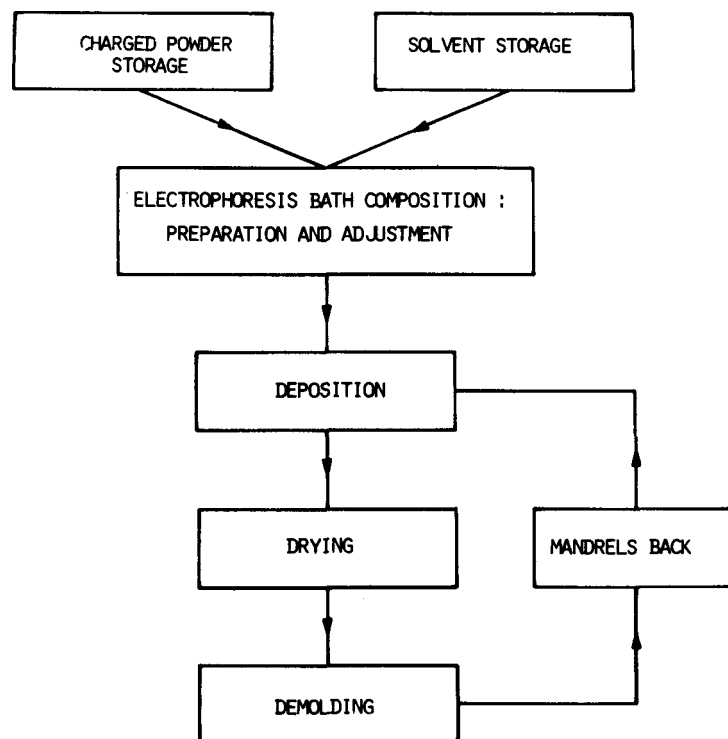 CHARGED POWDER
STORAGE
SOLVENT STORAGE
ELECTROPHORESIS BATH COMPOSITION :
PREPARATION AND ADJUSTMENT
DEPOSITION
DRYING
MANDRELS BACK
DEMOLDING